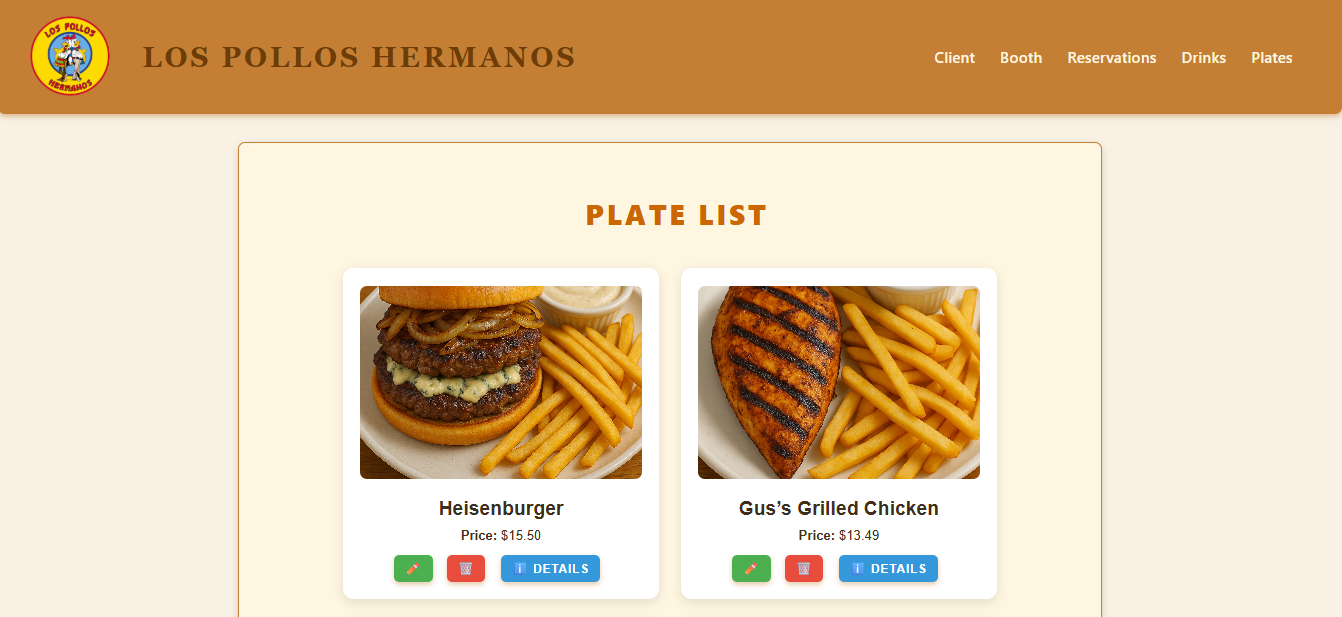 LOS POLLOS
HERMANOS
LOS POLLOS HERMANOS
Client Booth Reservations Drinks Plates
PLATE LIST
Heisenburger
Price: $15.50
DETAILS
Gus’s Grilled Chicken
Price: $13.49
DETAILS